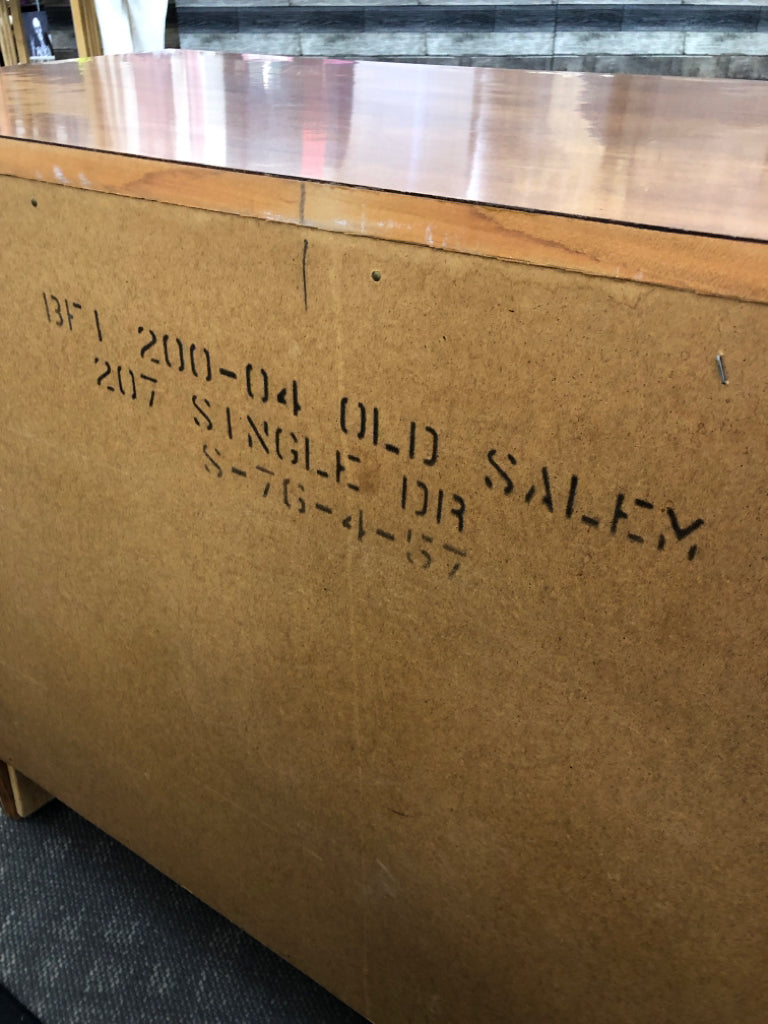 BFI 200-04 OLD SALEM
207 SINGLE DR
S-76-4-57